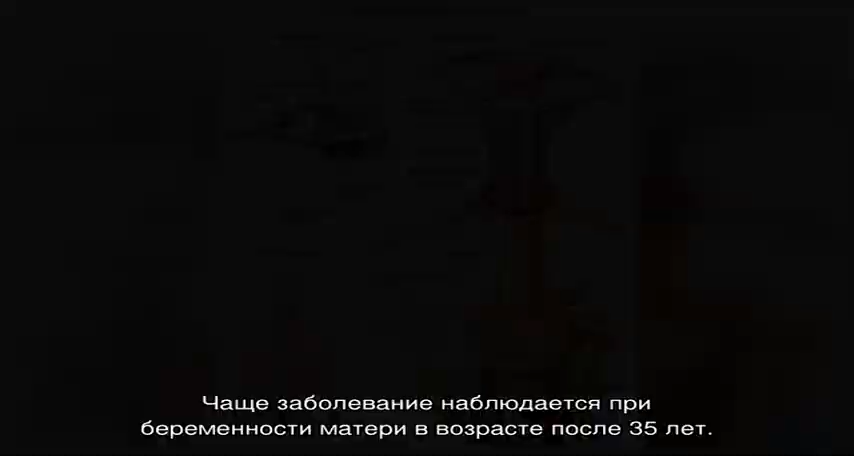 Чаще заболевание наблюдается при
беременности матери в возрасте после 35 лет.